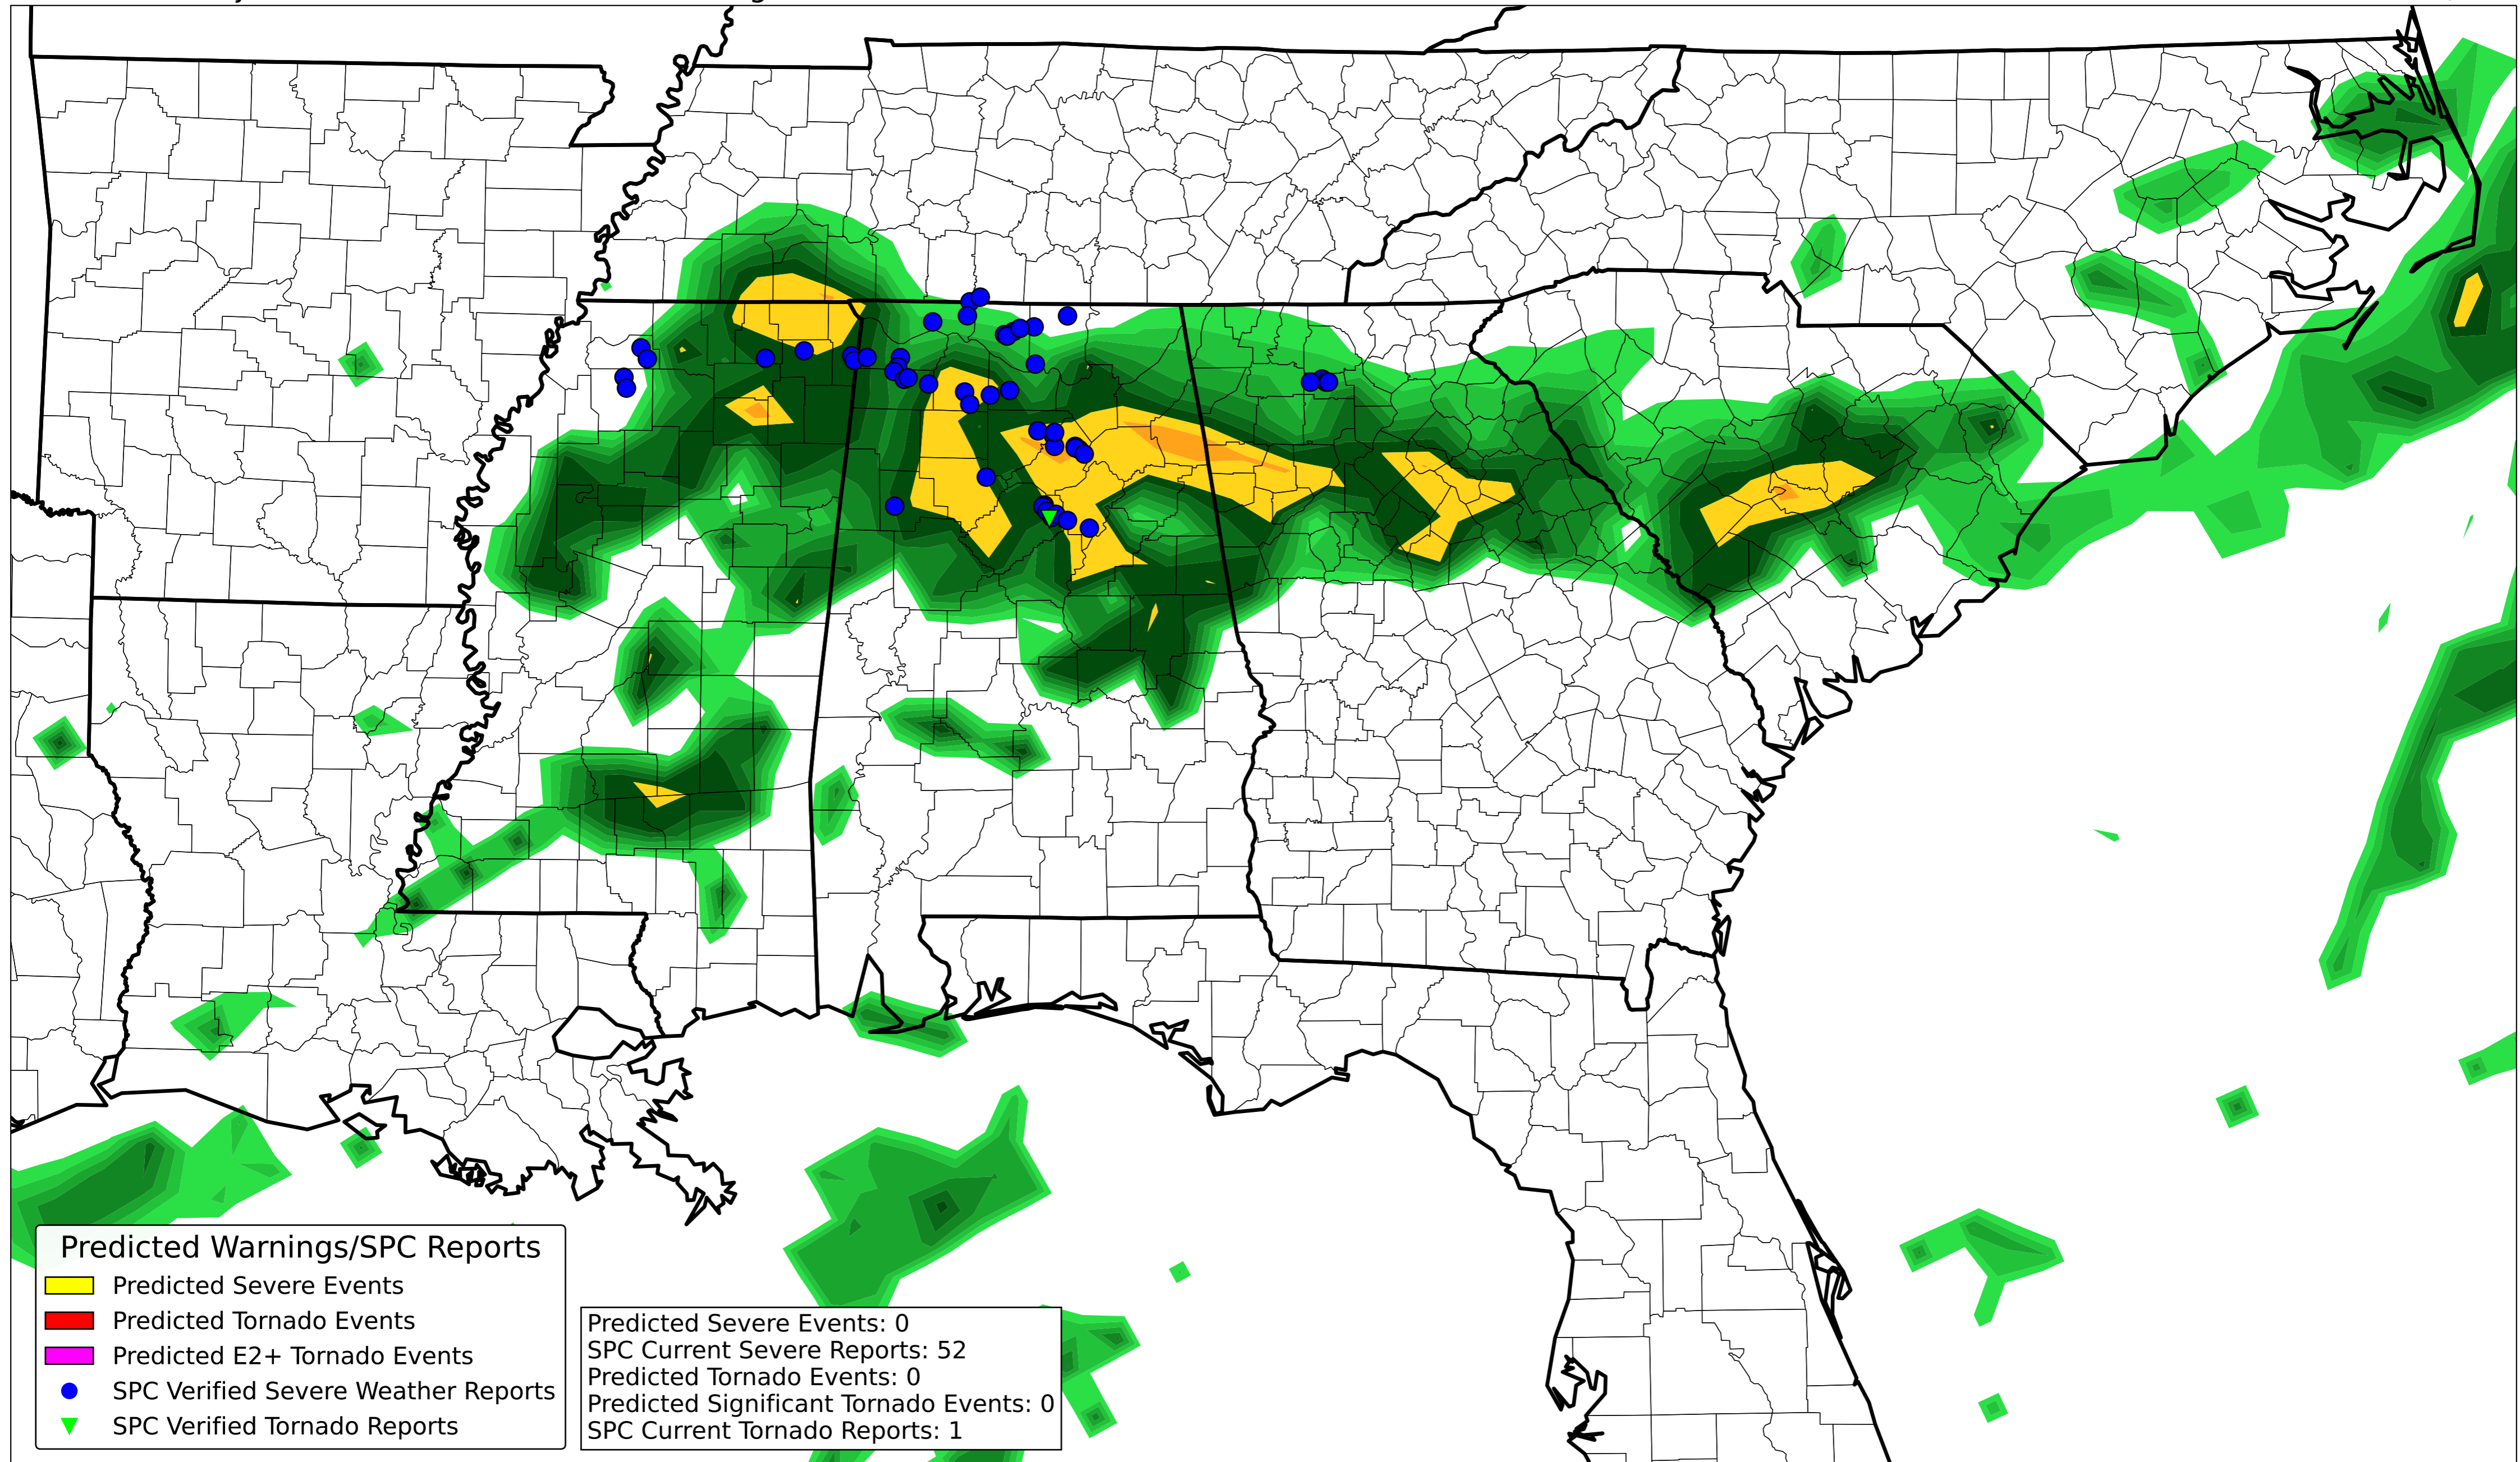 Predicted Warnings/SPC Reports
Predicted Severe Events
Predicted Tornado Events
Predicted E2+ Tornado Events
SPC Verified Severe Weather Reports
SPC Verified Tornado Reports
Predicted Severe Events: 0
SPC Current Severe Reports: 52
Predicted Tornado Events: 0
Predicted Significant Tornado Events: 0
SPC Current Tornado Reports: 1